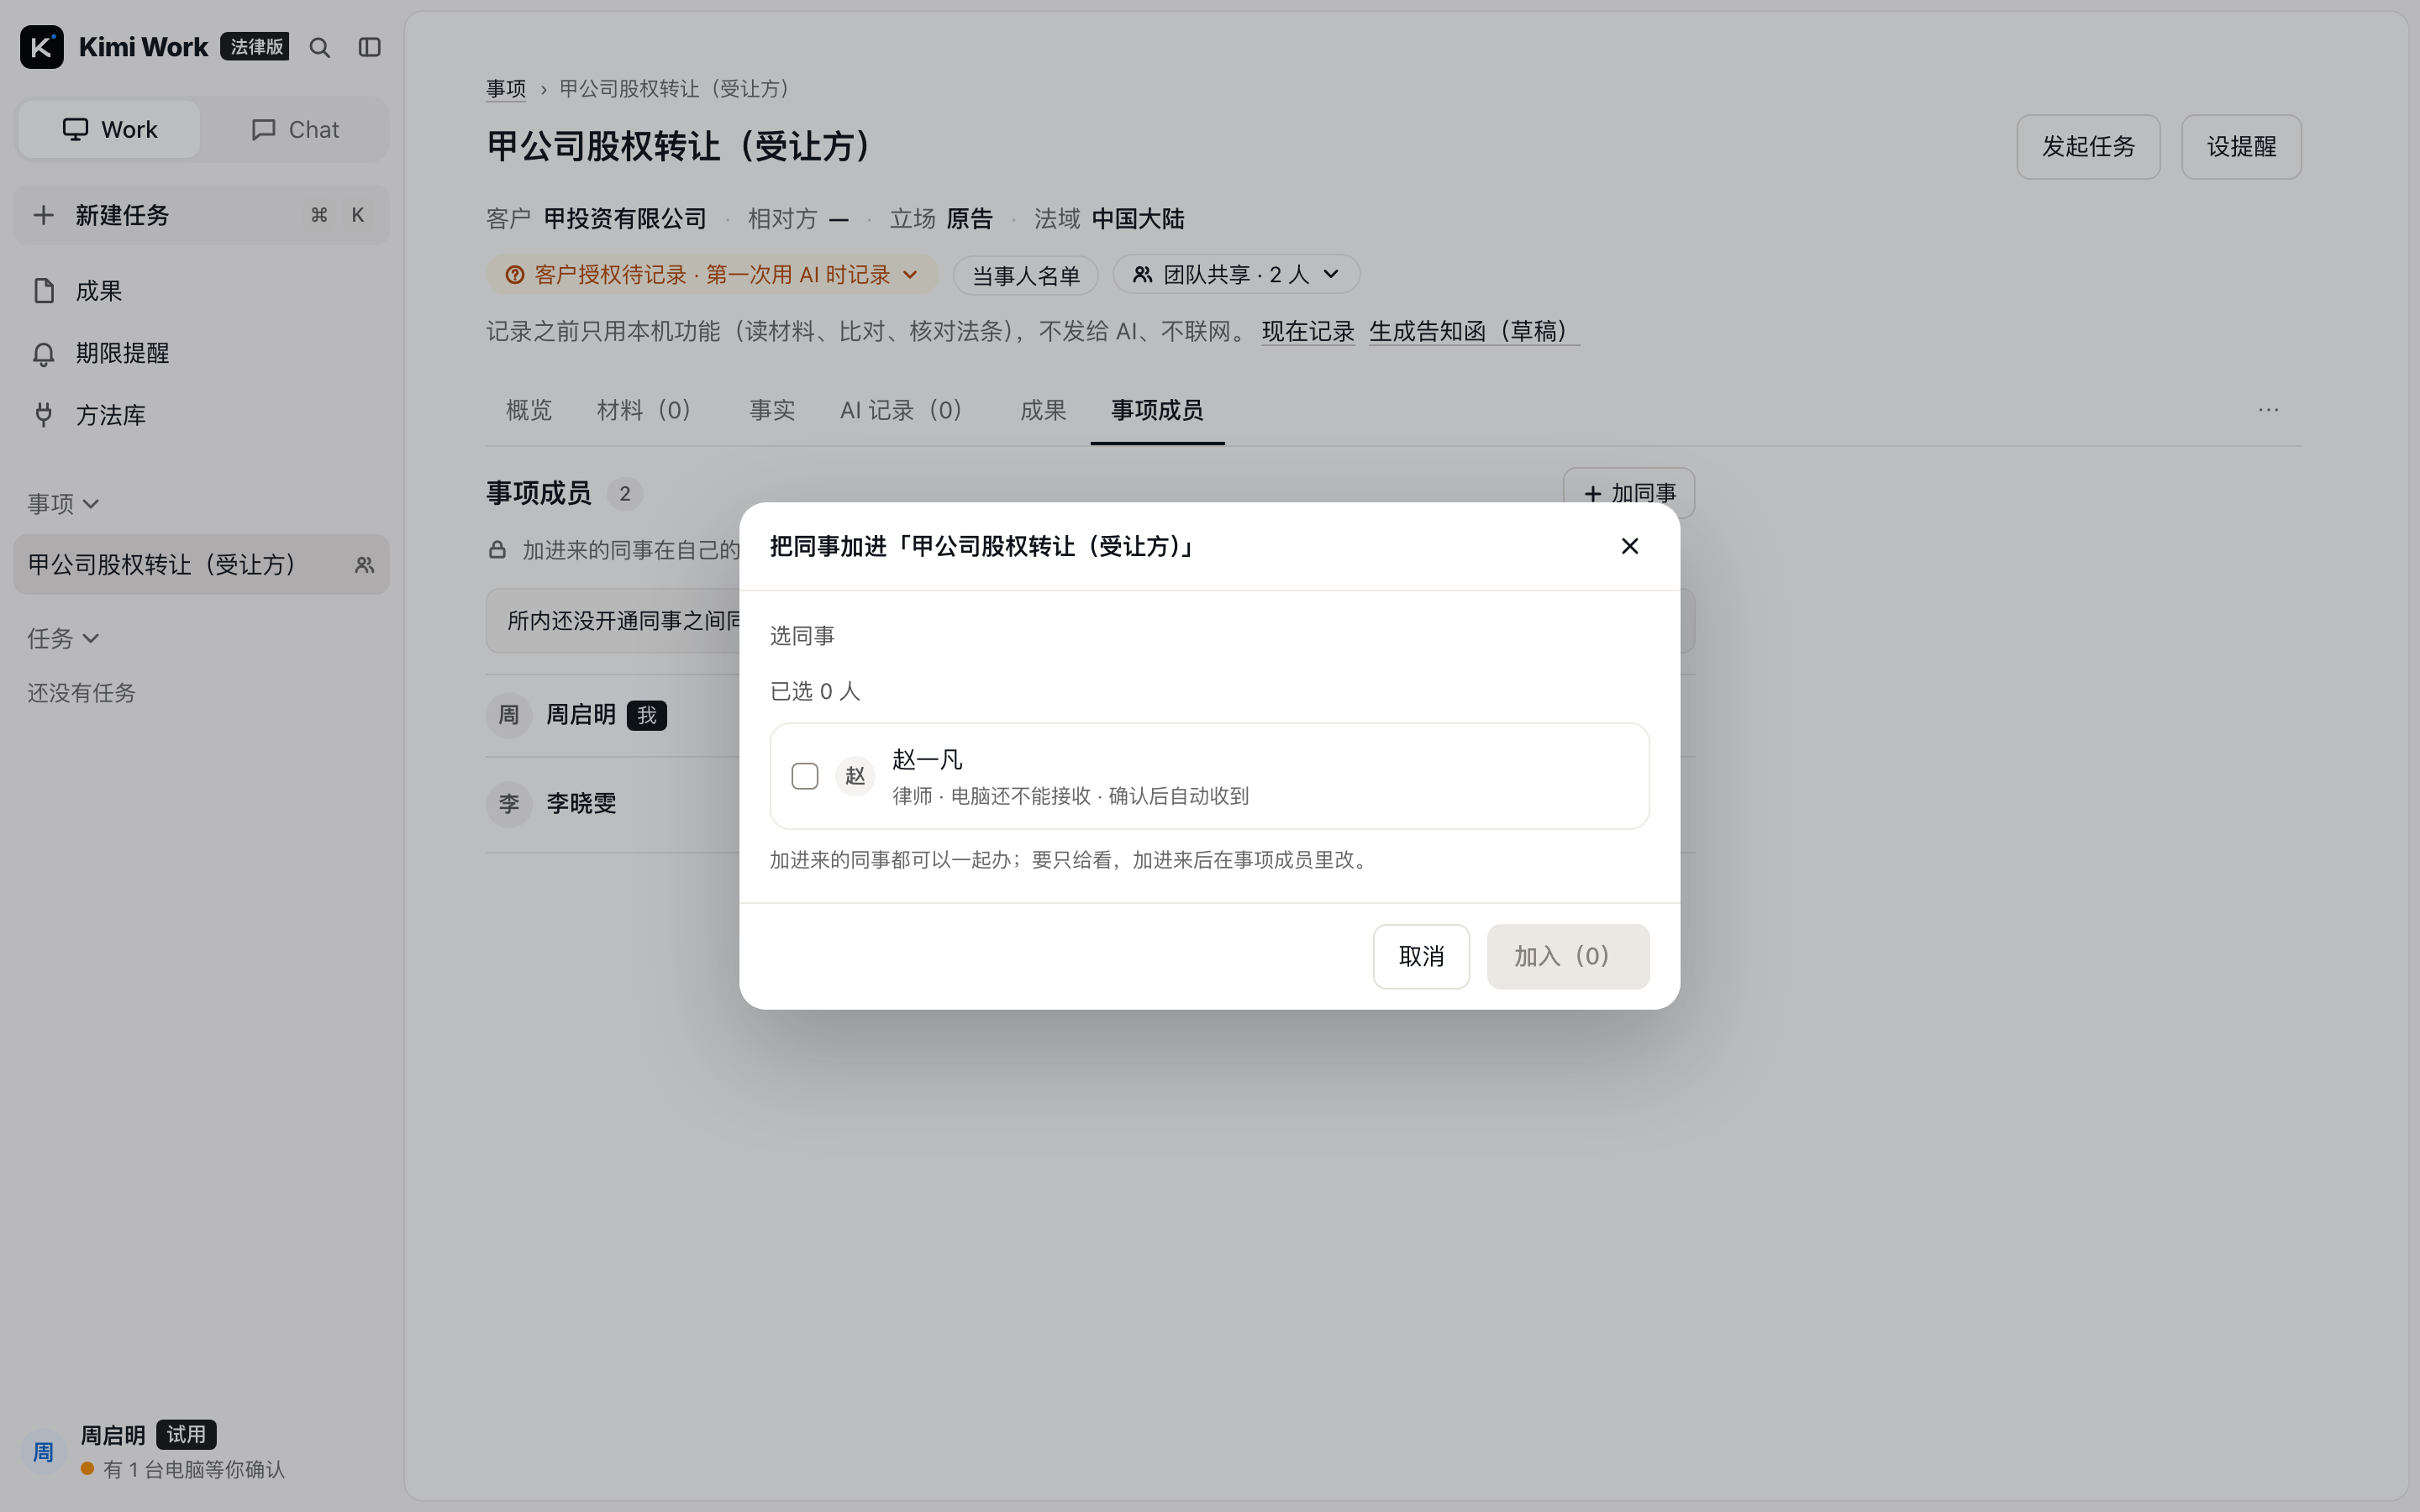 Kimi Work 法律版
Work
Chat
新建任务 ⌘ K
成果
期限提醒
方法库
事项
甲公司股权转让（受让方）
任务
还没有任务
周 周启明 试用
有 1 台电脑等你确认
事项 › 甲公司股权转让（受让方）
甲公司股权转让（受让方）
发起任务 设提醒
客户 甲投资有限公司 · 相对方 — · 立场 原告 · 法域 中国大陆
客户授权待记录 · 第一次用 AI 时记录 当事人名单 团队共享 · 2 人
记录之前只用本机功能（读材料、比对、核对法条），不发给 AI、不联网。 现在记录 生成告知函（草稿）
概览 材料（0） 事实 AI 记录（0） 成果 事项成员 ···
事项成员 2
加同事
加进来的同事在自己的
所内还没开通同事之间
周 周启明 我
李 李晓雯
把同事加进「甲公司股权转让（受让方）」
选同事
已选 0 人
赵 赵一凡
律师 · 电脑还不能接收 · 确认后自动收到
加进来的同事都可以一起办；要只给看，加进来后在事项成员里改。
取消 加入（0）